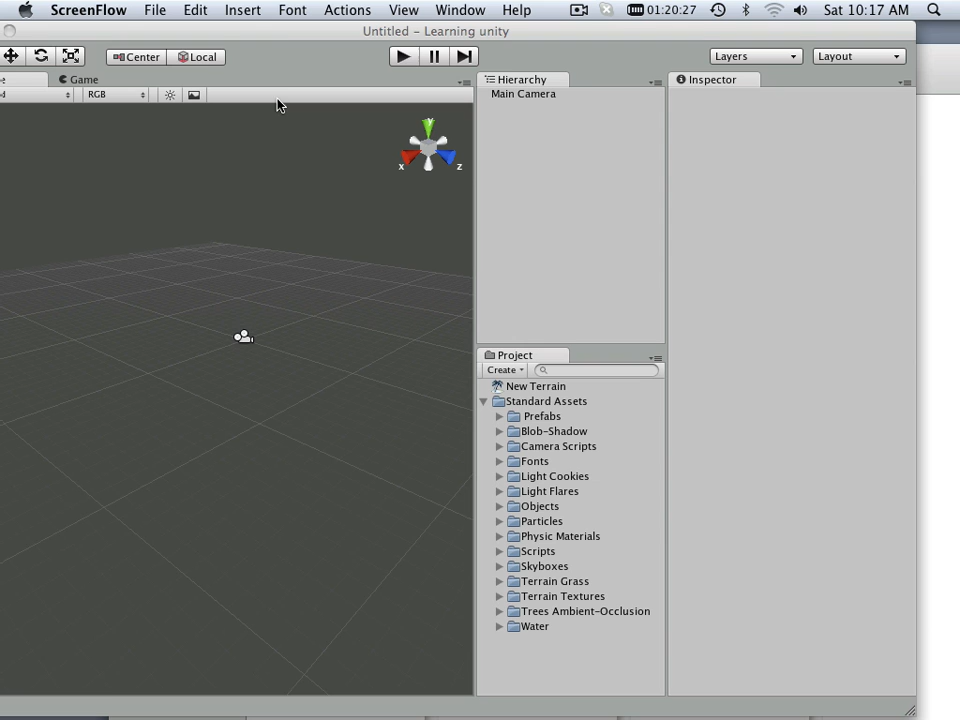 ScreenFlow File Edit Insert Font Actions View Window Help 01:20:27 Sat 10:17 AM
Untitled – Learning unity
Center Local Layers Layout
Game
RGB
Hierarchy
Main Camera
Inspector
y
x z
Project
Create
New Terrain
Standard Assets
Prefabs
Blob-Shadow
Camera Scripts
Fonts
Light Cookies
Light Flares
Objects
Particles
Physic Materials
Scripts
Skyboxes
Terrain Grass
Terrain Textures
Trees Ambient-Occlusion
Water